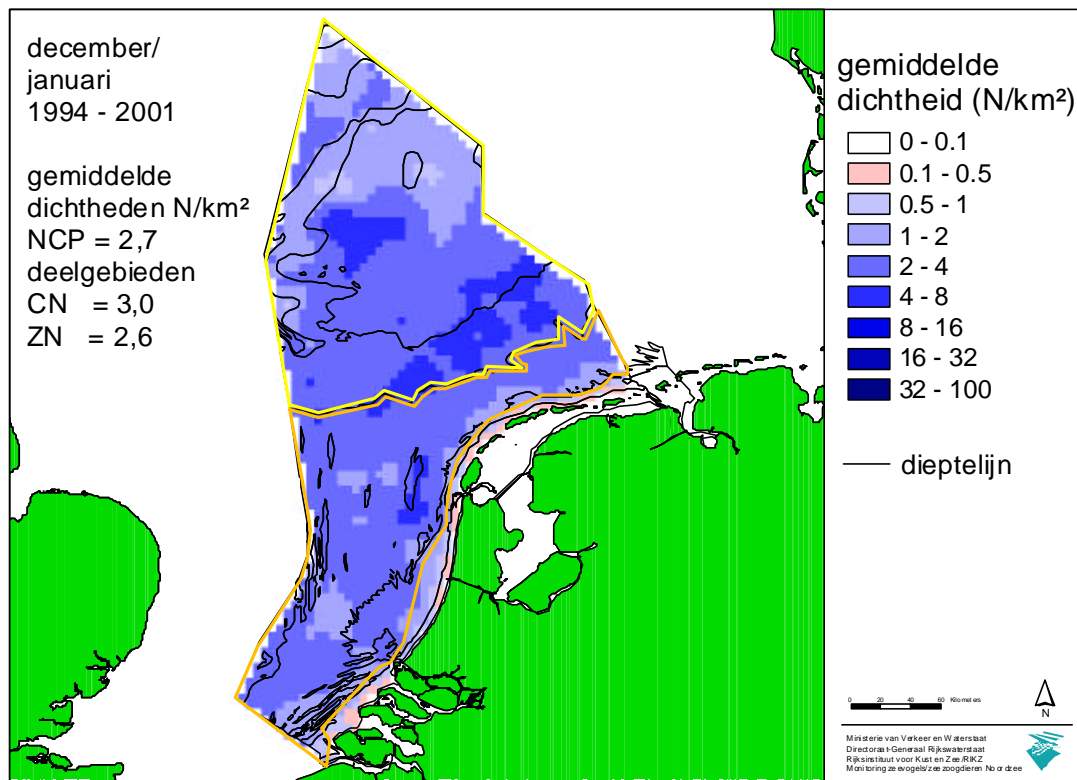 december/
januari
1994 - 2001
gemiddelde
dichtheden N/km²
NCP = 2,7
deelgebieden
CN = 3,0
ZN = 2,6
gemiddelde
dichtheid (N/km²)
0 - 0.1
0.1 - 0.5
0.5 - 1
1 - 2
2 - 4
4 - 8
8 - 16
16 - 32
32 - 100
dieptelijn
0 20 40 60 Kilometers
N
Ministerie van Verkeer en Waterstaat
Directoraat-Generaal Rijkswaterstaat
Rijksinstituut voor Kust en Zee/RIKZ
Monitoring zeevogels/zeezoogdieren Noordzee